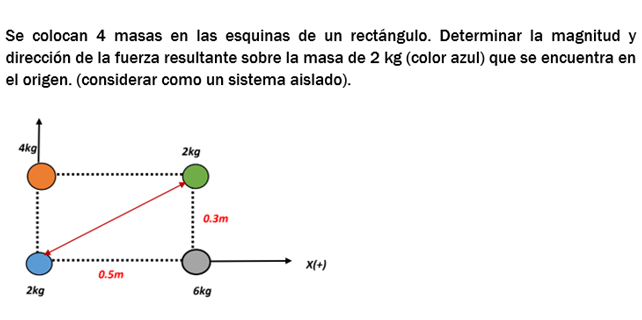 Se colocan 4 masas en las esquinas de un rectángulo. Determinar la magnitud y
dirección de la fuerza resultante sobre la masa de 2 kg (color azul) que se encuentra en
el origen. (considerar como un sistema aislado).
4kg
2kg
0.3m
X(+)
0.5m
2kg
6kg